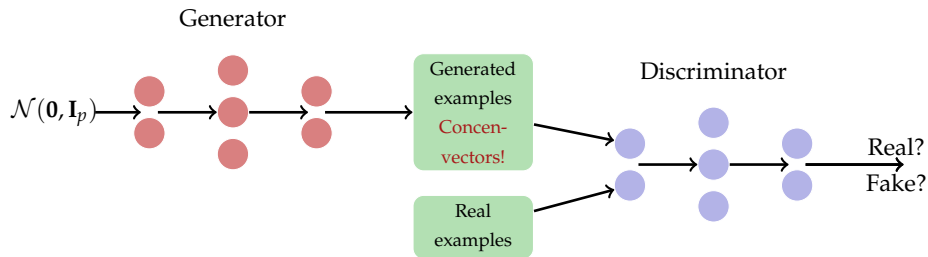 Generator
𝒩(0, I_p)
Generated
examples
Concen-
vectors!
Discriminator
Real?
Fake?
Real
examples